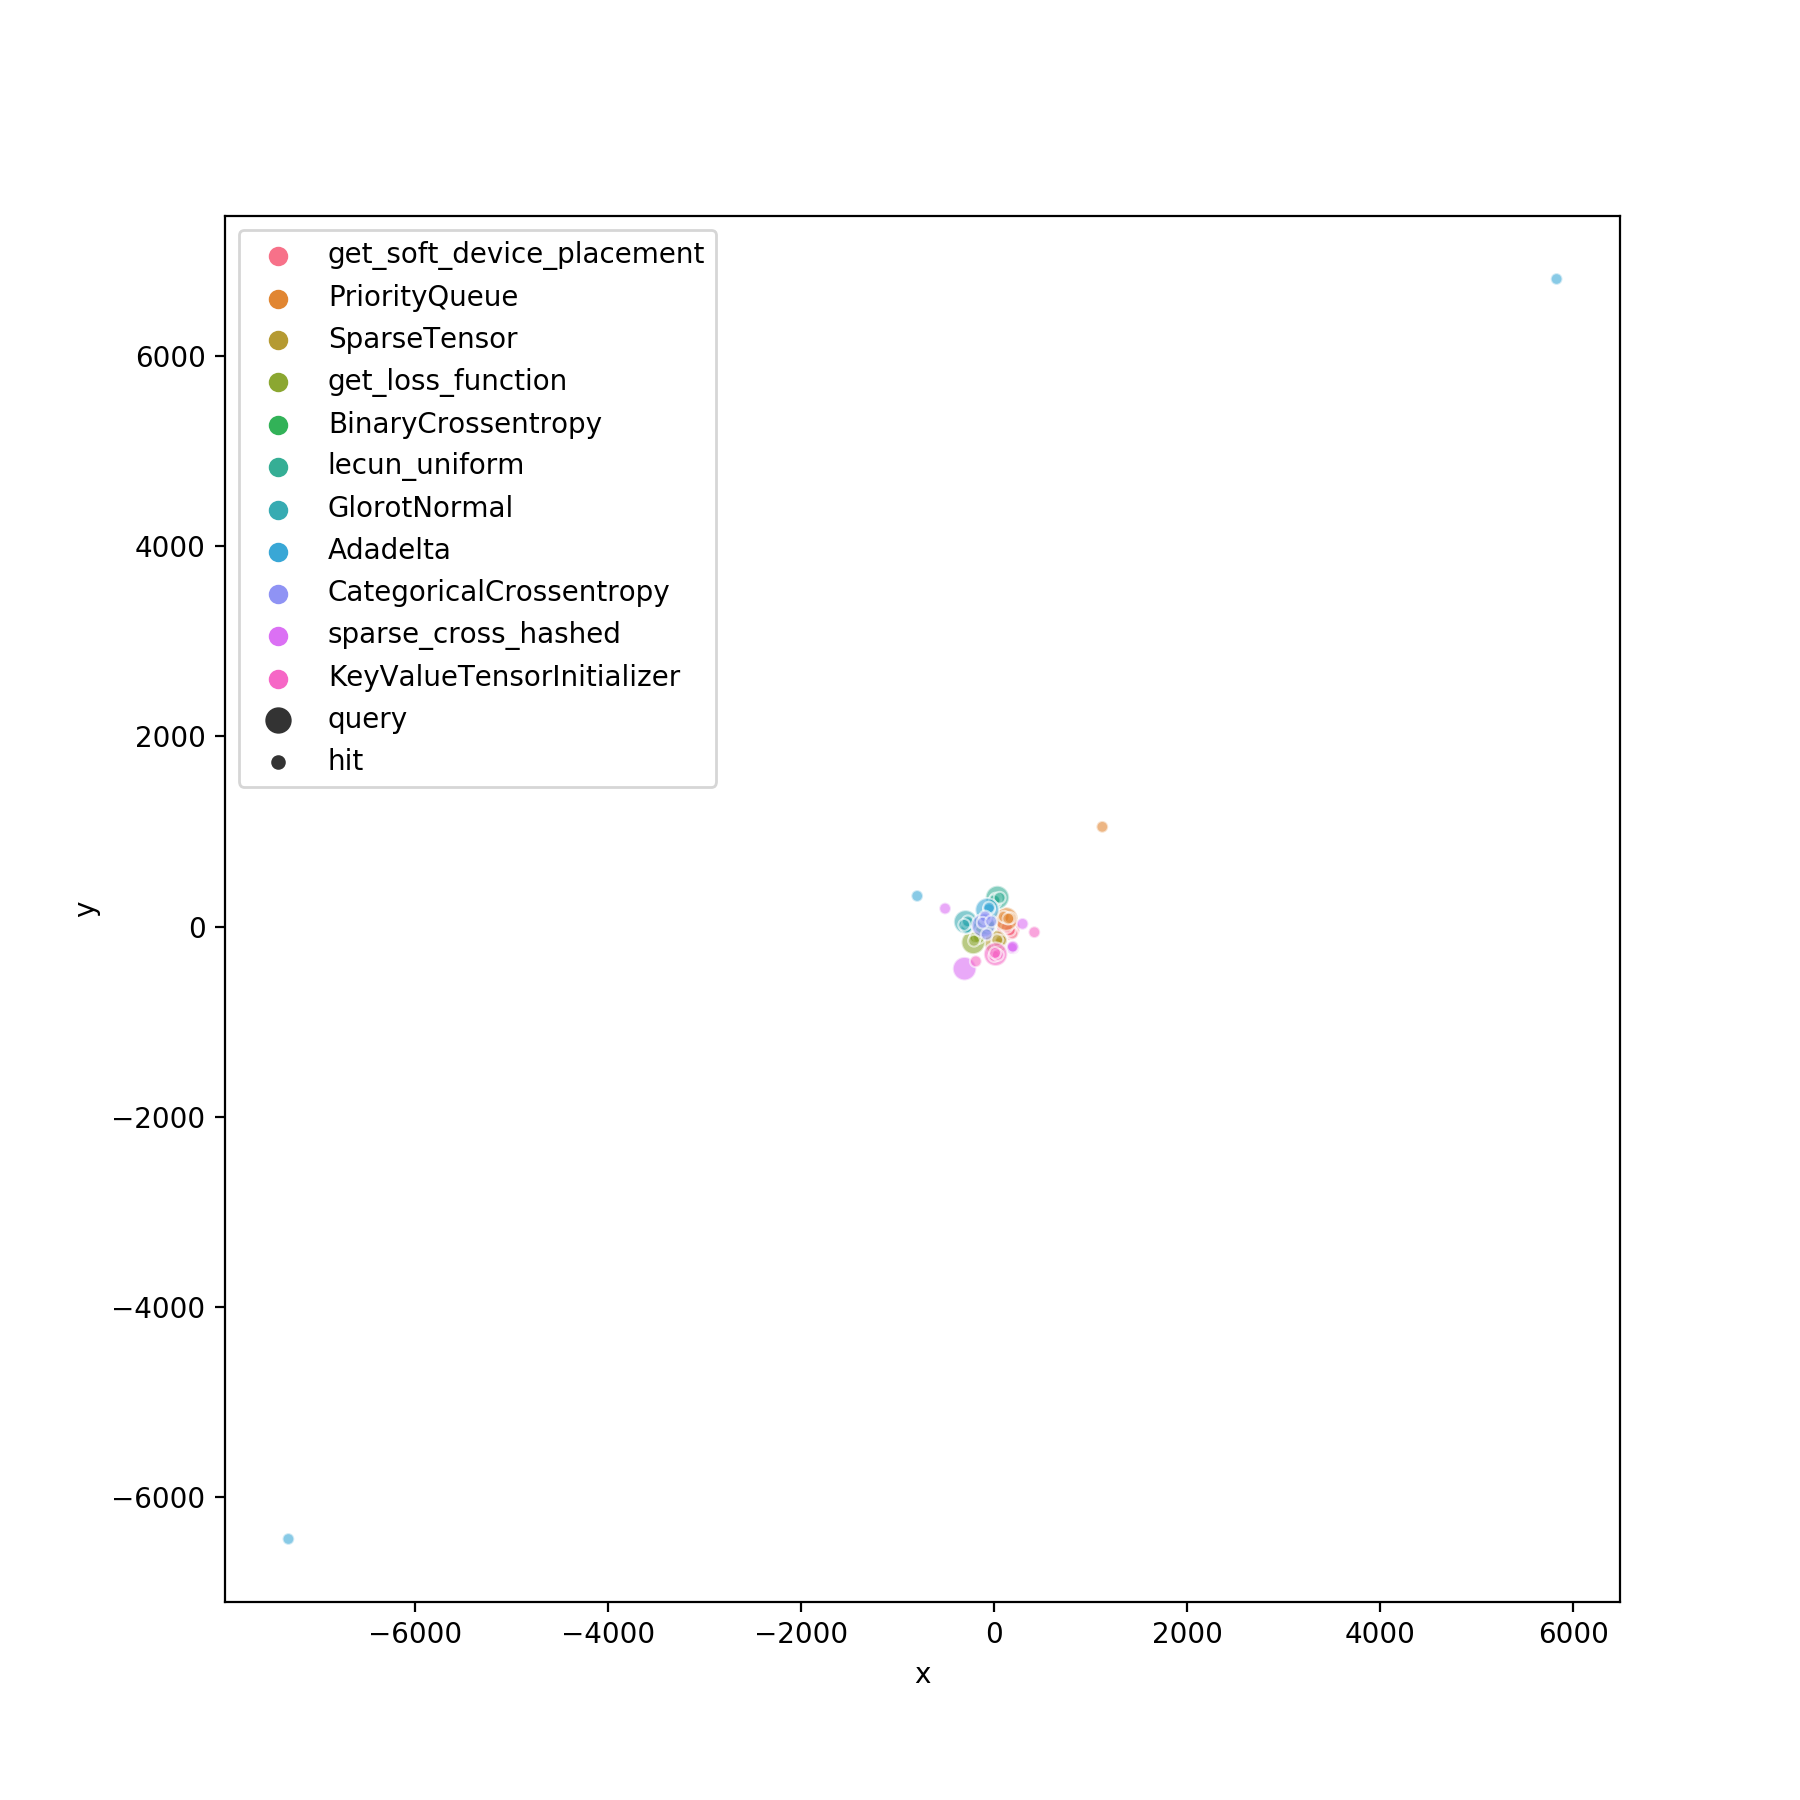 get_soft_device_placement
PriorityQueue
SparseTensor
get_loss_function
BinaryCrossentropy
lecun_uniform
GlorotNormal
Adadelta
CategoricalCrossentropy
sparse_cross_hashed
KeyValueTensorInitializer
query
hit
6000
4000
2000
0
−2000
−4000
−6000
y
−6000 −4000 −2000 0 2000 4000 6000
x